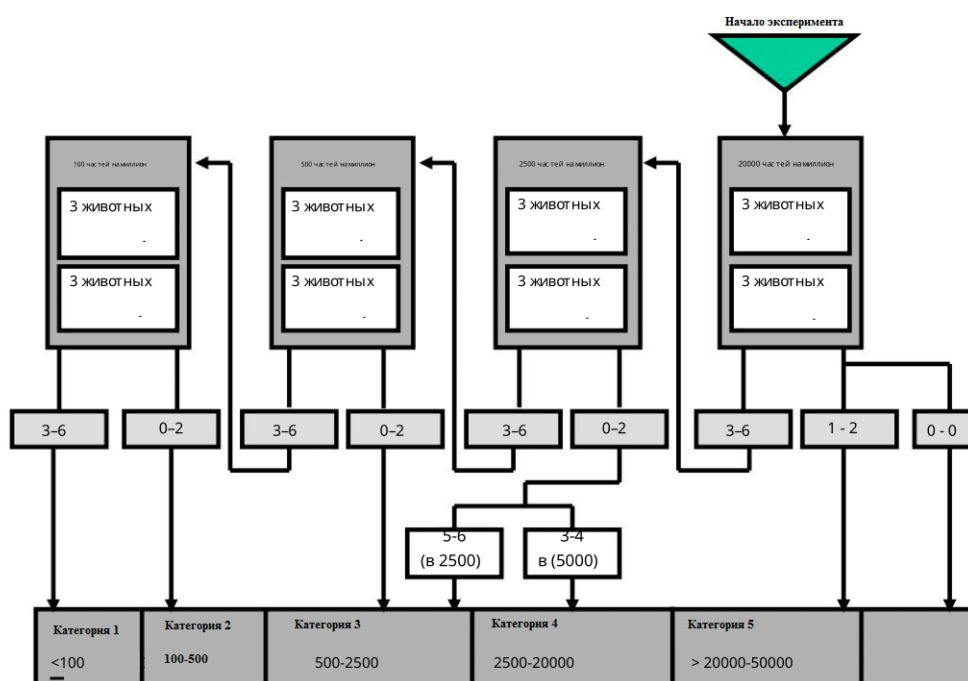 Начало эксперимента
100 частей на миллион
500 частей на миллион
2500 частей на миллион
20000 частей на миллион
3 животных
3 животных
3 животных
3 животных
3 животных
3 животных
3 животных
3 животных
3–6
0–2
3–6
0–2
3–6
0–2
3–6
1 - 2
0 - 0
5-6
(в 2500)
3-4
в (5000)
Категория 1
<100
Категория 2
100-500
Категория 3
500-2500
Категория 4
2500-20000
Категория 5
> 20000-50000